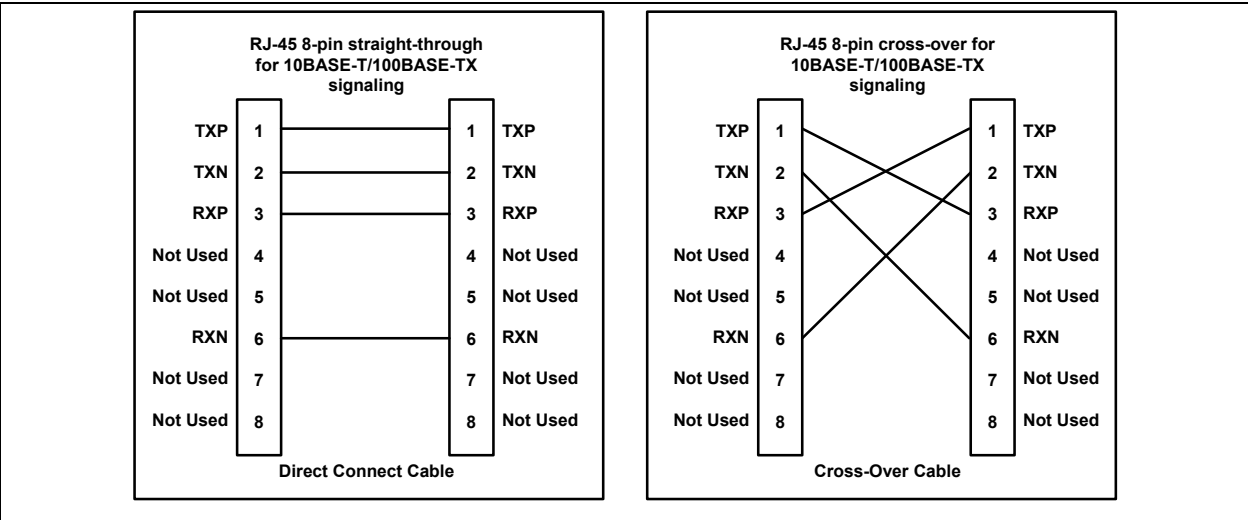 RJ-45 8-pin straight-through
for 10BASE-T/100BASE-TX
signaling
TXP 1 1 TXP
TXN 2 2 TXN
RXP 3 3 RXP
Not Used 4 4 Not Used
Not Used 5 5 Not Used
RXN 6 6 RXN
Not Used 7 7 Not Used
Not Used 8 8 Not Used
Direct Connect Cable
RJ-45 8-pin cross-over for
10BASE-T/100BASE-TX
signaling
TXP 1 1 TXP
TXN 2 2 TXN
RXP 3 3 RXP
Not Used 4 4 Not Used
Not Used 5 5 Not Used
RXN 6 6 RXN
Not Used 7 7 Not Used
Not Used 8 8 Not Used
Cross-Over Cable